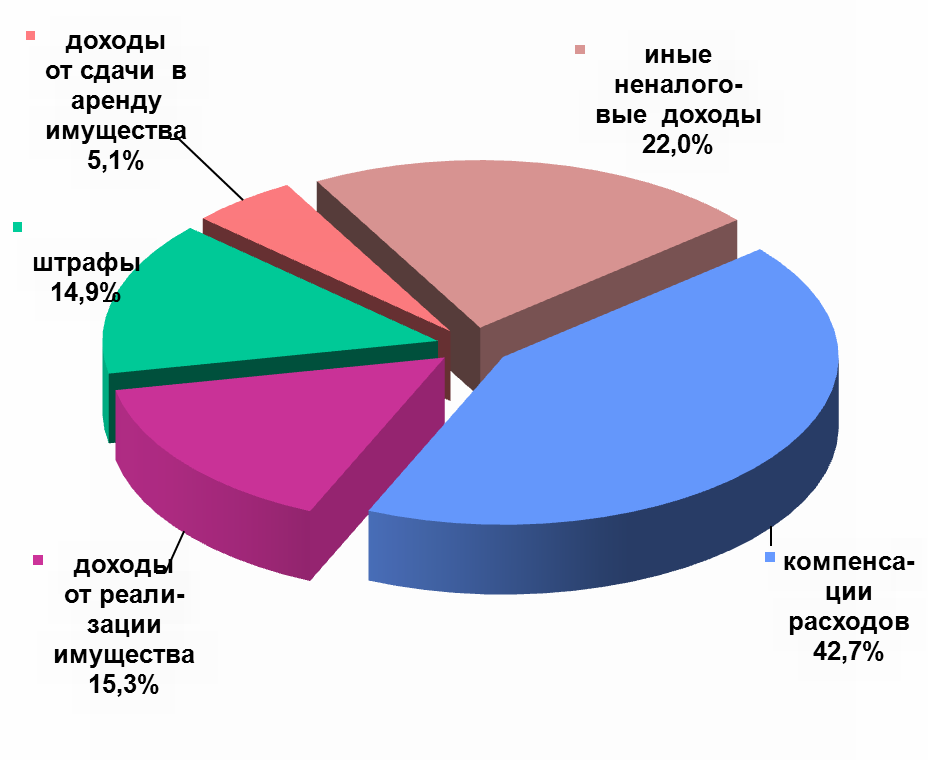 доходы
от сдачи в
аренду
имущества
5,1%
иные
неналого-
вые доходы
22,0%
штрафы
14,9%
доходы
от реали-
зации
имущества
15,3%
компенса-
ции
расходов
42,7%